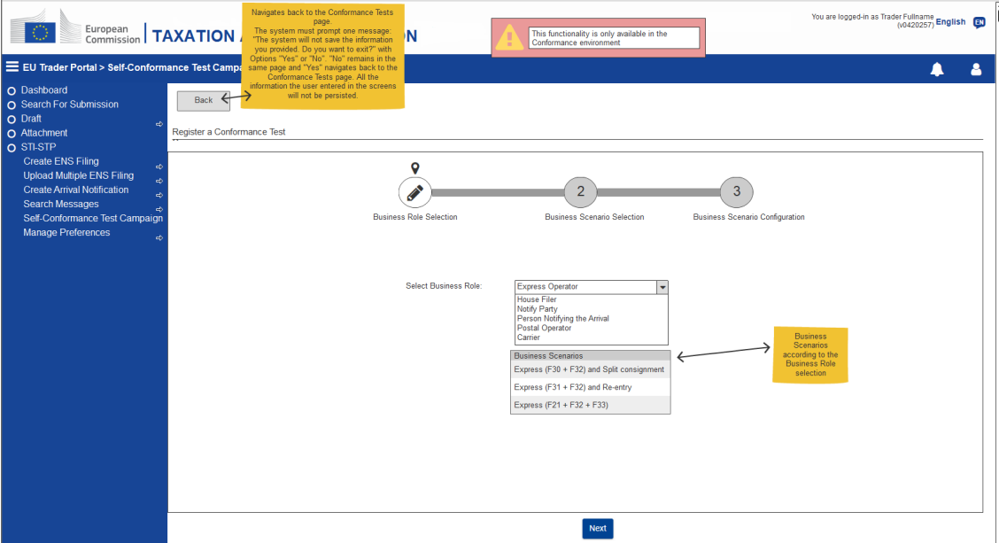 European
Commission
TAXATION A
ON
Navigates back to the Conformance Tests
page.
The system must prompt one message:
"The system will not save the information
you provided. Do you want to exit?" with
Options "Yes" or "No". "No" remains in the
same page and "Yes" navigates back to the
Conformance Tests page. All the
information the user entered in the screens
will not be persisted.
This functionality is only available in the
Conformance environment
You are logged-in as Trader Fullname
(v0420257)
English
EN
EU Trader Portal > Self-Conformance Test Campa
Dashboard
Search For Submission
Draft
Attachment
STI-STP
Create ENS Filing
Upload Multiple ENS Filing
Create Arrival Notification
Search Messages
Self-Conformance Test Campaign
Manage Preferences
Back
Register a Conformance Test
2
3
Business Role Selection
Business Scenario Selection
Business Scenario Configuration
Select Business Role:
Express Operator
House Filer
Notify Party
Person Notifying the Arrival
Postal Operator
Carrier
Business Scenarios
Express (F30 + F32) and Split consignment
Express (F31 + F32) and Re-entry
Express (F21 + F32 + F33)
Business
Scenarios
according to the
Business Role
selection
Next